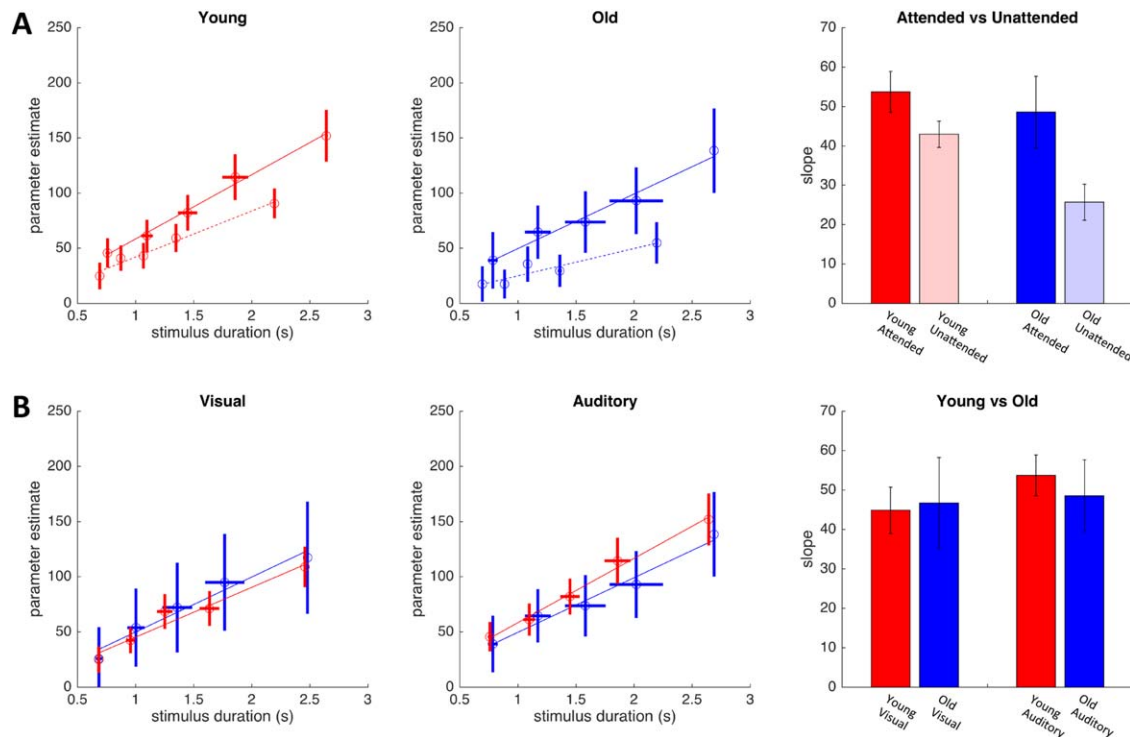 A
Young
250
200
150
100
50
0
parameter estimate
0.5 1 1.5 2 2.5 3
stimulus duration (s)
Old
250
200
150
100
50
0
parameter estimate
0.5 1 1.5 2 2.5 3
stimulus duration (s)
Attended vs Unattended
70
60
50
40
30
20
10
0
slope
Young
Attended
Young
Unattended
Old
Attended
Old
Unattended
B
Visual
250
200
150
100
50
0
parameter estimate
0.5 1 1.5 2 2.5 3
stimulus duration (s)
Auditory
250
200
150
100
50
0
parameter estimate
0.5 1 1.5 2 2.5 3
stimulus duration (s)
Young vs Old
70
60
50
40
30
20
10
0
slope
Young
Visual
Old
Visual
Young
Auditory
Old
Auditory